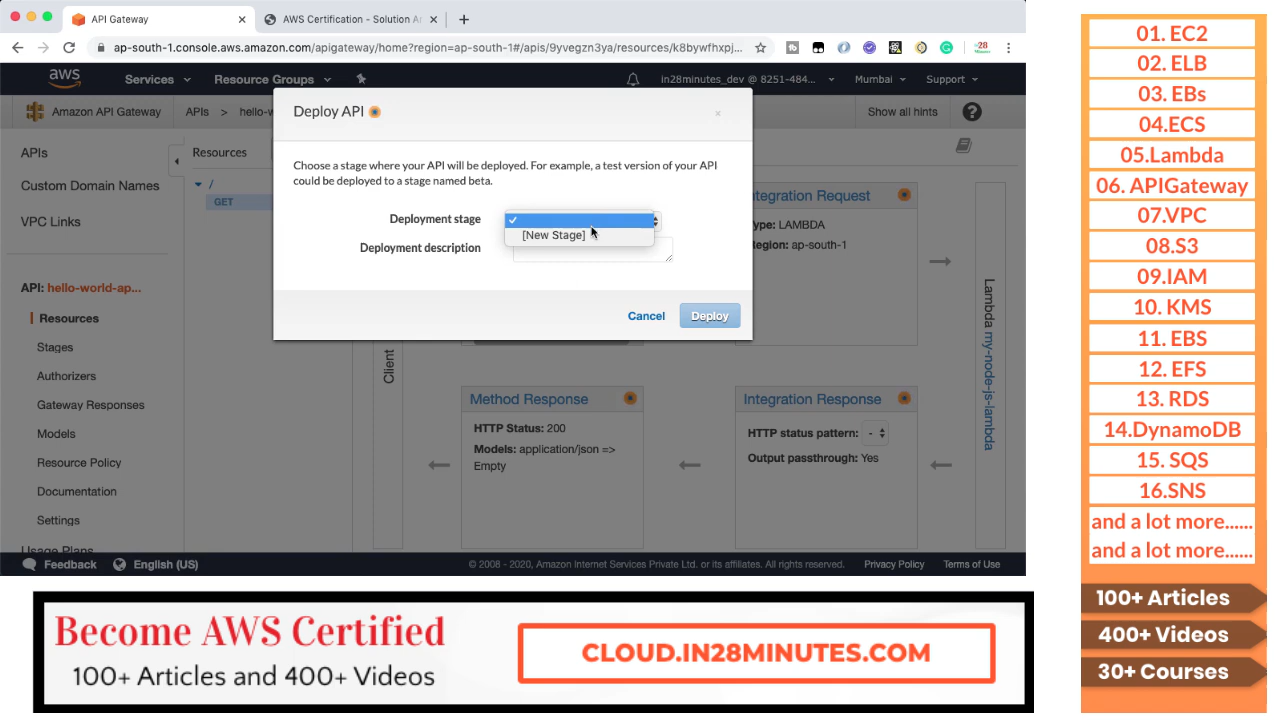 API Gateway
AWS Certification - Solution Ar
ap-south-1.console.aws.amazon.com/apigateway/home?region=ap-south-1#/apis/9yvegzn3ya/resources/k8bywfhxpj...
aws
Services
Resource Groups
in28minutes_dev @ 8251-484...
Mumbai
Support
Amazon API Gateway
APIs > hello-w
Show all hints
?
Deploy API
Choose a stage where your API will be deployed. For example, a test version of your API
could be deployed to a stage named beta.
Deployment stage
[New Stage]
Deployment description
Cancel
Deploy
APIs
Custom Domain Names
VPC Links
API: hello-world-ap...
Resources
Stages
Authorizers
Gateway Responses
Models
Resource Policy
Documentation
Settings
Usage Plans
Resources
/
GET
Client
ntegration Request
ype: LAMBDA
egion: ap-south-1
Method Response
HTTP Status: 200
Models: application/json =>
Empty
Integration Response
HTTP status pattern: -
Output passthrough: Yes
Lambda my-node-js-lambda
Feedback
English (US)
© 2008 - 2020, Amazon Internet Services Private Ltd. or its affiliates. All rights reserved.
Privacy Policy
Terms of Use
01. EC2
02. ELB
03. EBs
04.ECS
05.Lambda
06. APIGateway
07.VPC
08.S3
09.IAM
10. KMS
11. EBS
12. EFS
13. RDS
14.DynamoDB
15. SQS
16.SNS
and a lot more......
and a lot more......
100+ Articles
400+ Videos
30+ Courses
Become AWS Certified
100+ Articles and 400+ Videos
CLOUD.IN28MINUTES.COM